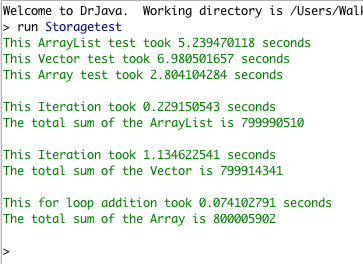 Welcome to DrJava.  Working directory is /Users/Wall
> run Storagetest
This ArrayList test took 5.239470118 seconds
This Vector test took 6.980501657 seconds
This Array test took 2.804104284 seconds
This Iteration took 0.229150543 seconds
The total sum of the ArrayList is 799990510
This Iteration took 1.134622541 seconds
The total sum of the Vector is 799914341
This for loop addition took 0.074102791 seconds
The total sum of the Array is 800005902
>